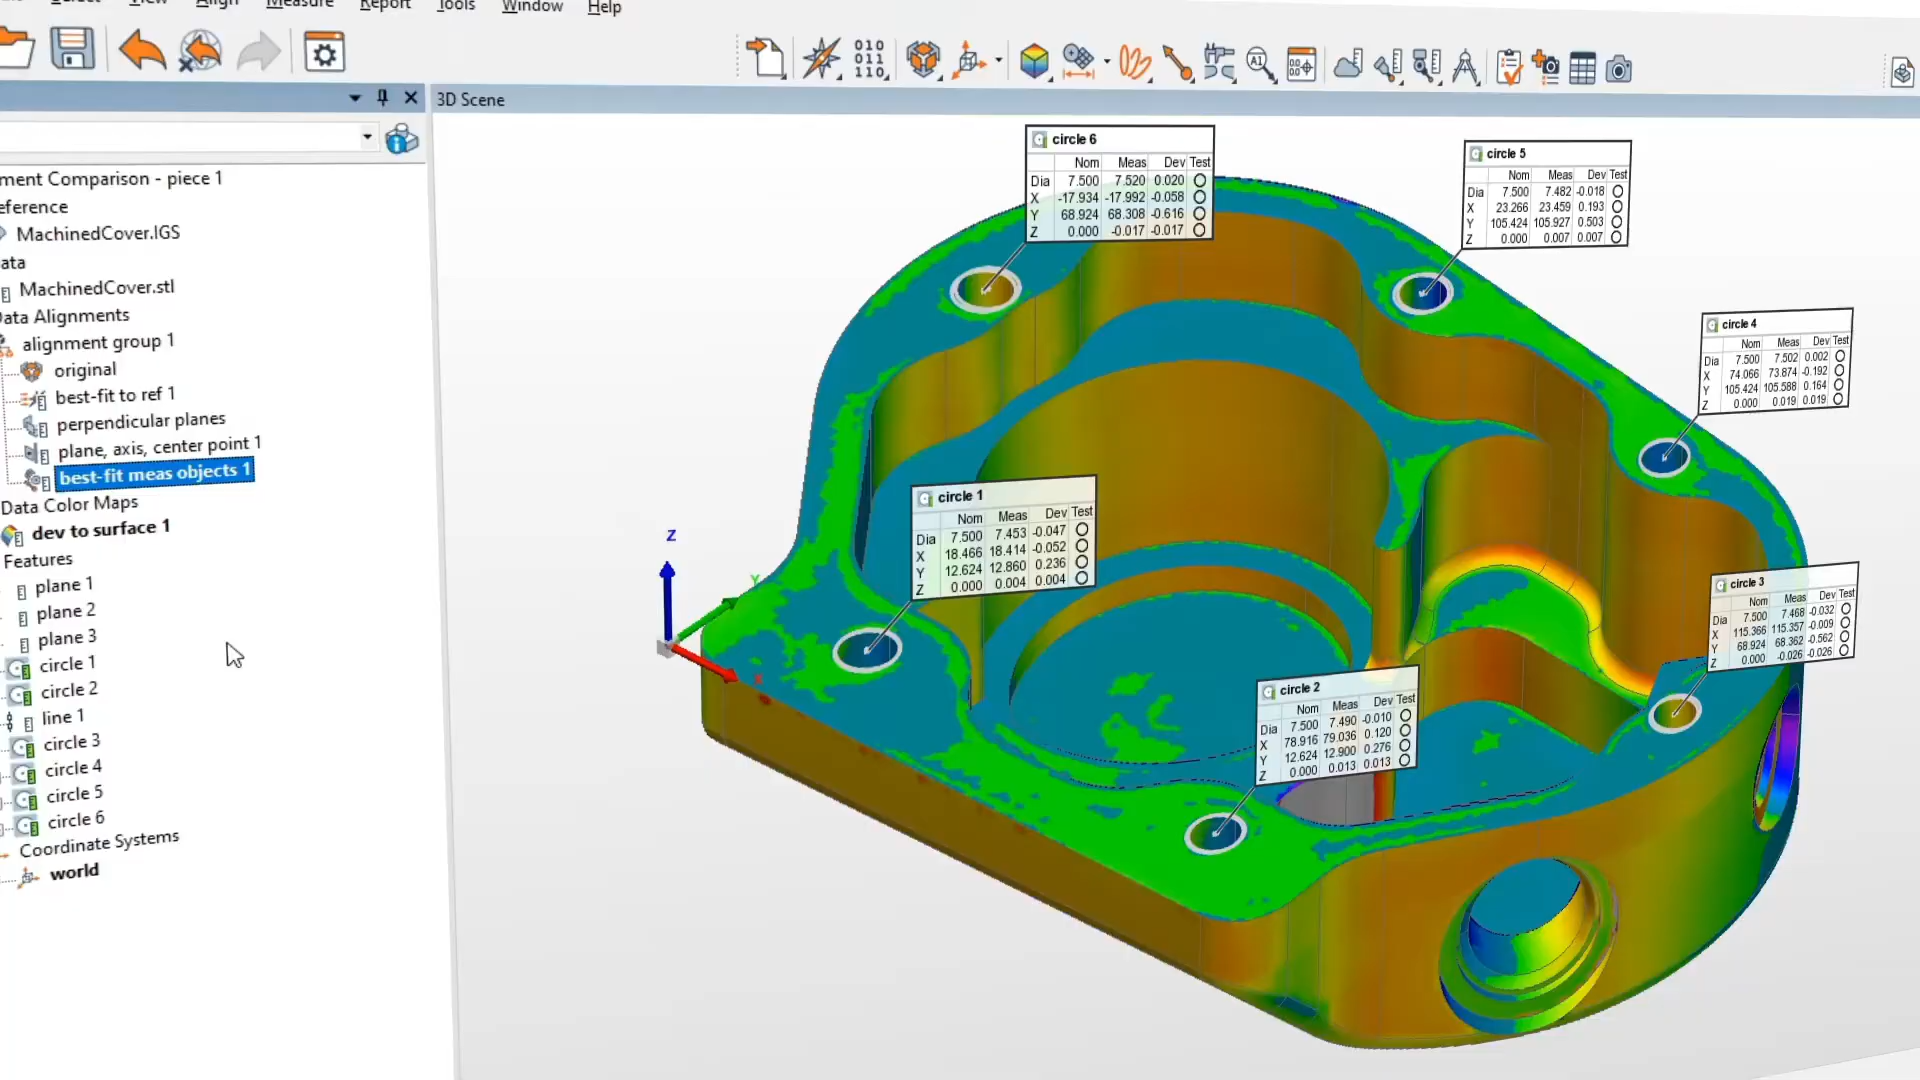 View Align Measure Report Tools Window Help
010
011
110
A1
3D Scene
ment Comparison - piece 1
eference
MachinedCover.IGS
ata
MachinedCover.stl
ata Alignments
alignment group 1
original
best-fit to ref 1
perpendicular planes
plane, axis, center point 1
best-fit meas objects 1
Data Color Maps
dev to surface 1
Features
plane 1
plane 2
plane 3
circle 1
circle 2
line 1
circle 3
circle 4
circle 5
circle 6
Coordinate Systems
world
circle 6
Nom Meas Dev Test
Dia 7.500 7.520 0.020
X -17.934 -17.992 -0.058
Y 68.924 68.308 -0.616
Z 0.000 -0.017 -0.017
circle 5
Nom Meas Dev Test
Dia 7.500 7.482 -0.018
X 23.266 23.459 0.193
Y 105.424 105.927 0.503
Z 0.000 0.007 0.007
circle 4
Nom Meas Dev Test
Dia 7.500 7.502 0.002
X 74.066 73.874 -0.192
Y 105.424 105.588 0.164
Z 0.000 0.019 0.019
circle 1
Nom Meas Dev Test
Dia 7.500 7.453 -0.047
X 18.466 18.414 -0.052
Y 12.624 12.860 0.236
Z 0.000 0.004 0.004
circle 3
Nom Meas Dev Test
Dia 7.500 7.468 -0.032
X 115.366 115.357 -0.009
Y 68.924 68.362 -0.562
Z 0.000 -0.026 -0.026
circle 2
Nom Meas Dev Test
Dia 7.500 7.490 -0.010
X 78.916 79.036 0.120
Y 12.624 12.900 0.276
Z 0.000 0.013 0.013
Z
Y
X